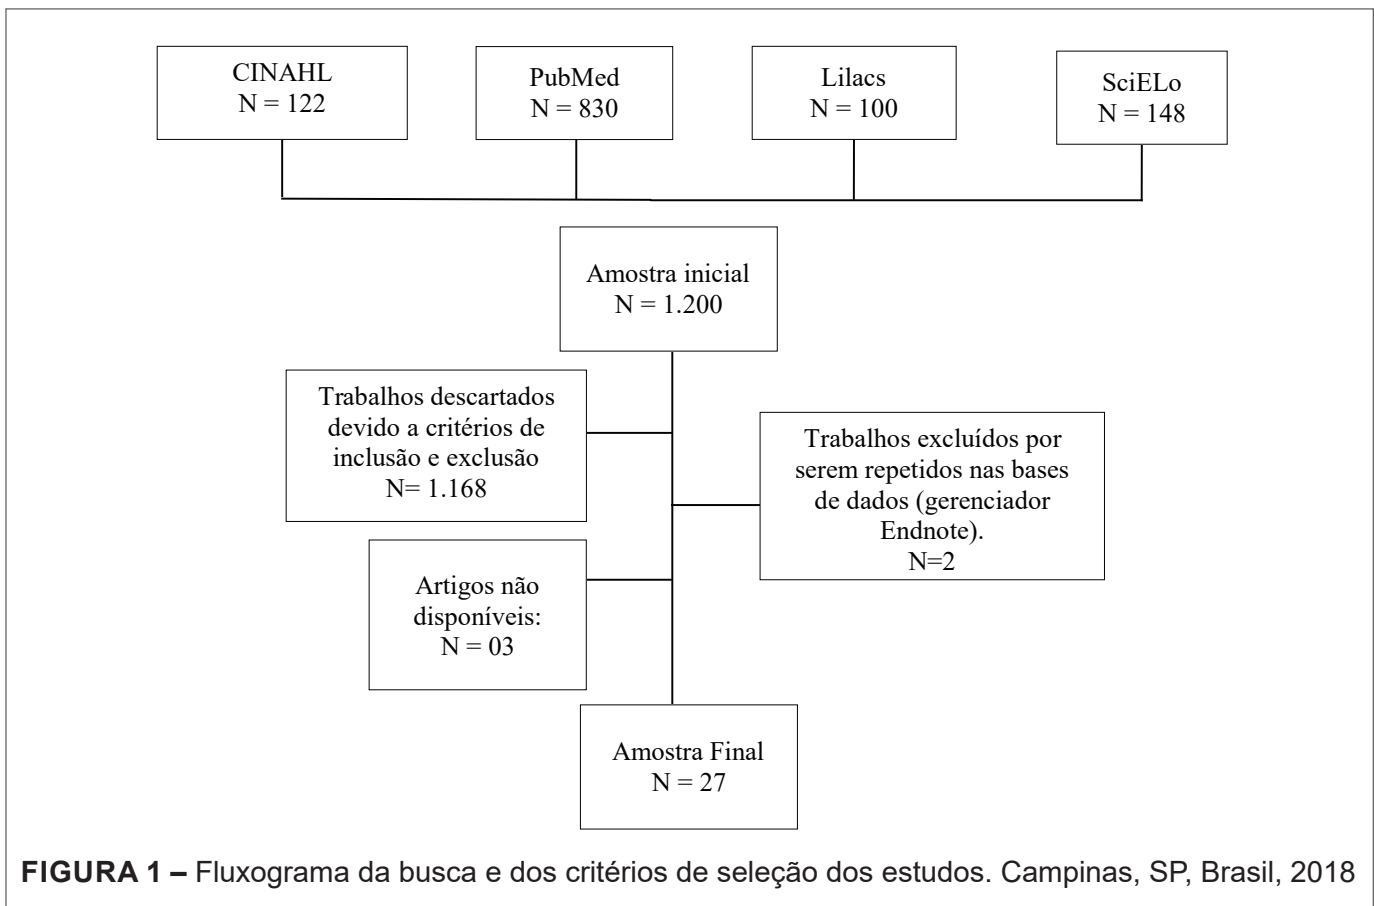 CINAHL
N = 122
PubMed
N = 830
Lilacs
N = 100
SciELo
N = 148
Amostra inicial
N = 1.200
Trabalhos descartados
devido a critérios de
inclusão e exclusão
N= 1.168
Trabalhos excluídos por
serem repetidos nas bases
de dados (gerenciador
Endnote).
N=2
Artigos não
disponíveis:
N = 03
Amostra Final
N = 27
FIGURA 1 – Fluxograma da busca e dos critérios de seleção dos estudos. Campinas, SP, Brasil, 2018